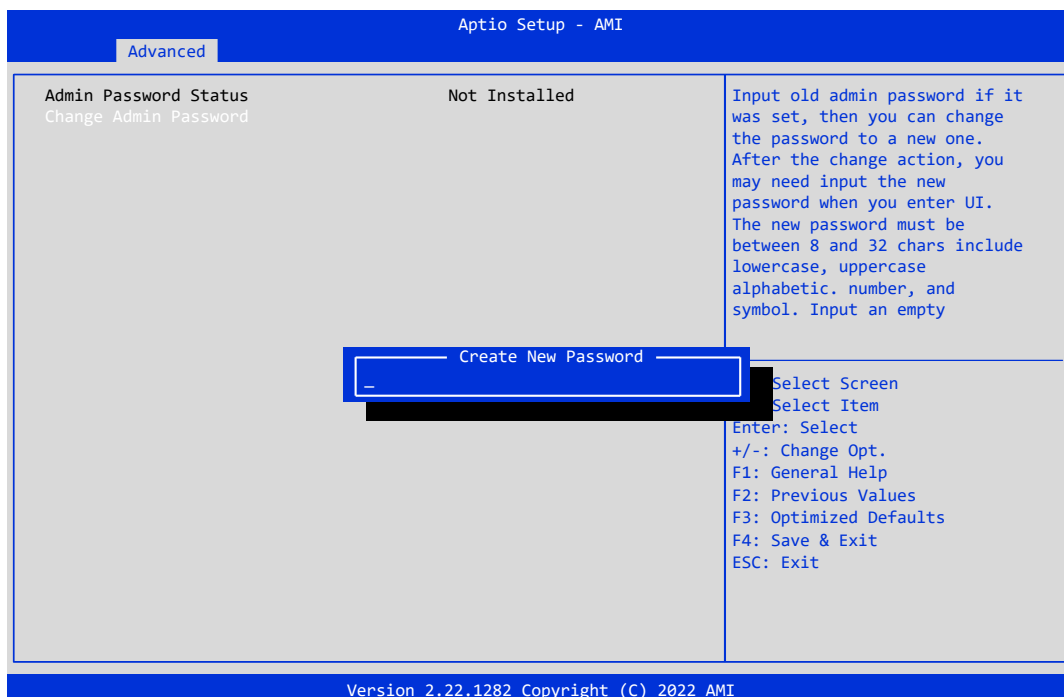 Aptio Setup - AMI
Advanced
Admin Password Status Not Installed
Change Admin Password
Input old admin password if it
was set, then you can change
the password to a new one.
After the change action, you
may need input the new
password when you enter UI.
The new password must be
between 8 and 32 chars include
lowercase, uppercase
alphabetic. number, and
symbol. Input an empty
Create New Password
_
Select Screen
Select Item
Enter: Select
+/-: Change Opt.
F1: General Help
F2: Previous Values
F3: Optimized Defaults
F4: Save & Exit
ESC: Exit
Version 2.22.1282 Copyright (C) 2022 AMI